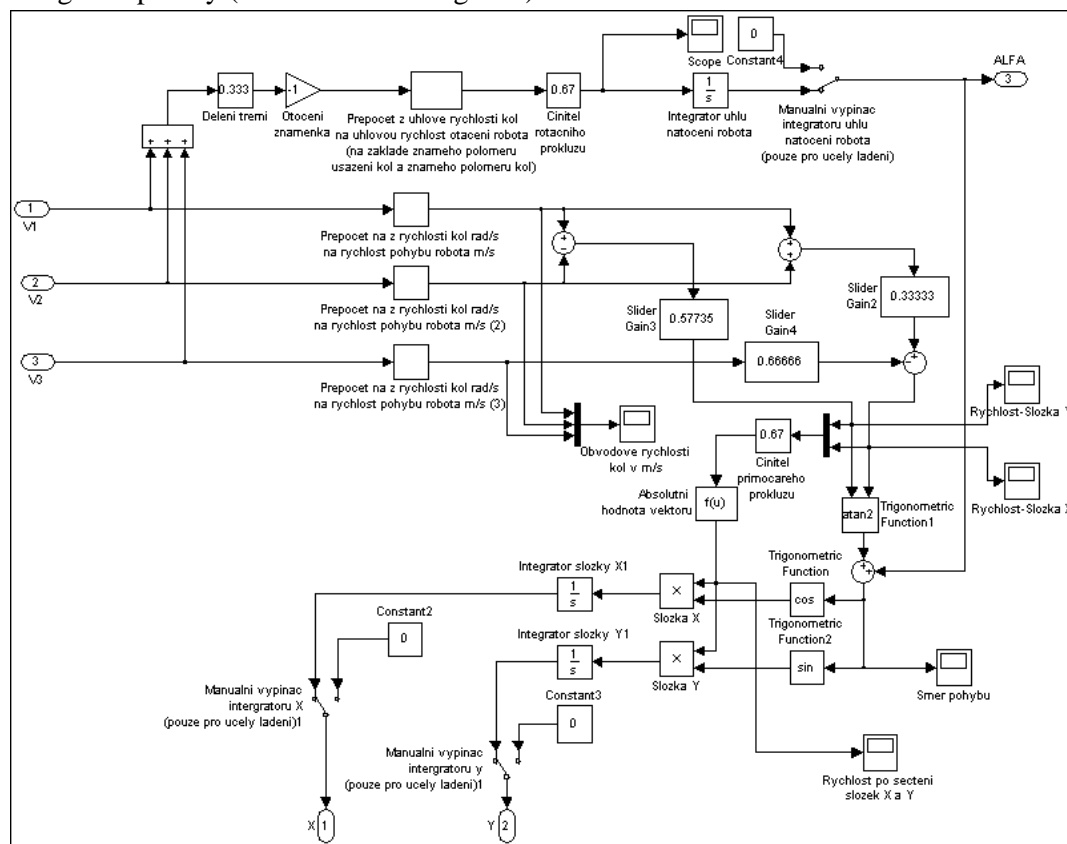 ALFA
3
0
Constant4
Scope
0.333
Deleni tremi
-1
Otoceni
znamenka
Prepocet z uhlove rychlosti kol
na uhlovou rychlost otaceni robota
(na zaklade znameho polomeru
usazeni kol a znameho polomeru kol)
0.67
Cinitel
rotacniho
prokluzu
1
s
Integrator uhlu
natoceni robota
Manualni vypinac
integratoru uhlu
natoceni robota
(pouze pro ucely ladeni)
+ + +
1
V1
Prepocet na z rychlosti kol rad/s
na rychlost pohybu robota m/s
+
-
+
+
2
V2
Prepocet na z rychlosti kol rad/s
na rychlost pohybu robota m/s (2)
Slider
Gain3
0.57735
Slider
Gain4
0.66666
Slider
Gain2
0.33333
-
3
V3
Prepocet na z rychlosti kol rad/s
na rychlost pohybu robota m/s (3)
Obvodove rychlosti
kol v m/s
0.67
Cinitel
primocareho
prokluzu
Rychlost-Slozka Y
Rychlost-Slozka X
Absolutni
hodnota vektoru
f(u)
atan2
Trigonometric
Function1
+
+
Trigonometric
Function
cos
Trigonometric
Function2
sin
Integrator slozky X1
1
s
×
Slozka X
Integrator slozky Y1
1
s
×
Slozka Y
Smer pohybu
Constant2
0
Manualni vypinac
intergratoru X
(pouze pro ucely ladeni)1
Constant3
0
Manualni vypinac
intergratoru y
(pouze pro ucely ladeni)1
Rychlost po secteni
slozek X a Y
X
1
Y
2